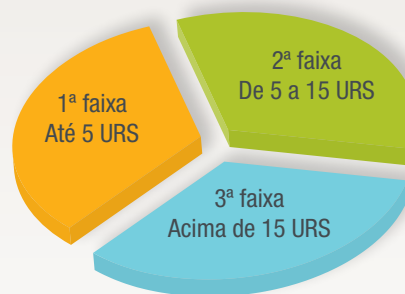 1ª faixa
Até 5 URS
2ª faixa
De 5 a 15 URS
3ª faixa
Acima de 15 URS